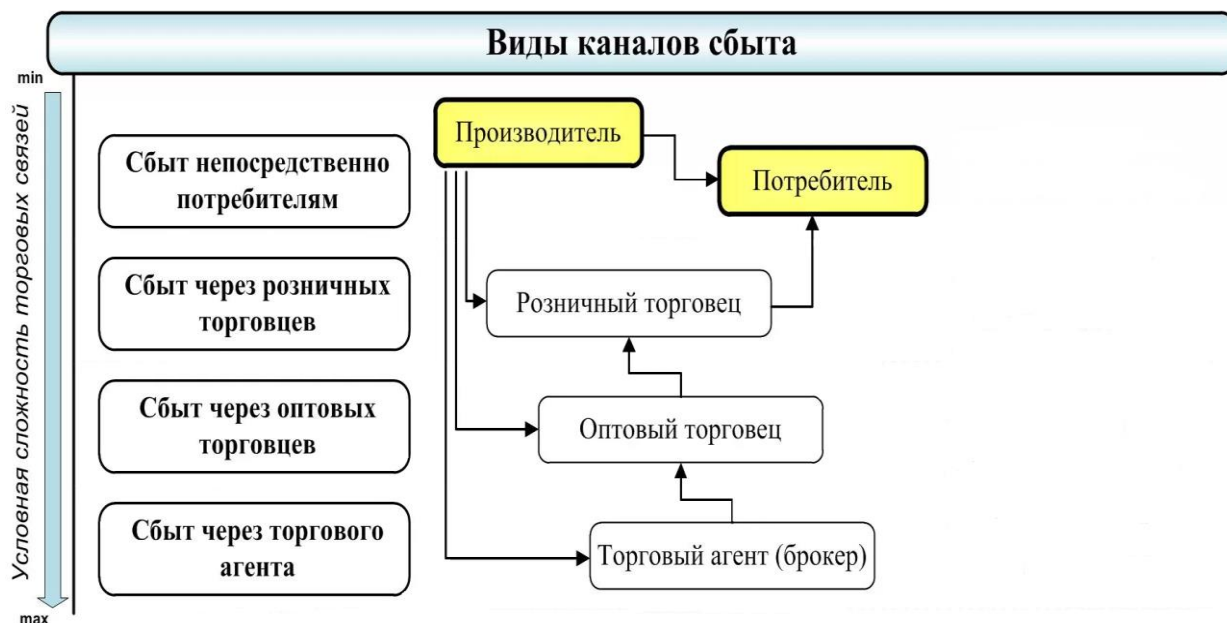 Виды каналов сбыта
min
Условная сложность торговых связей
max
Сбыт непосредственно
потребителям
Сбыт через розничных
торговцев
Сбыт через оптовых
торговцев
Сбыт через торгового
агента
Производитель
Потребитель
Розничный торговец
Оптовый торговец
Торговый агент (брокер)